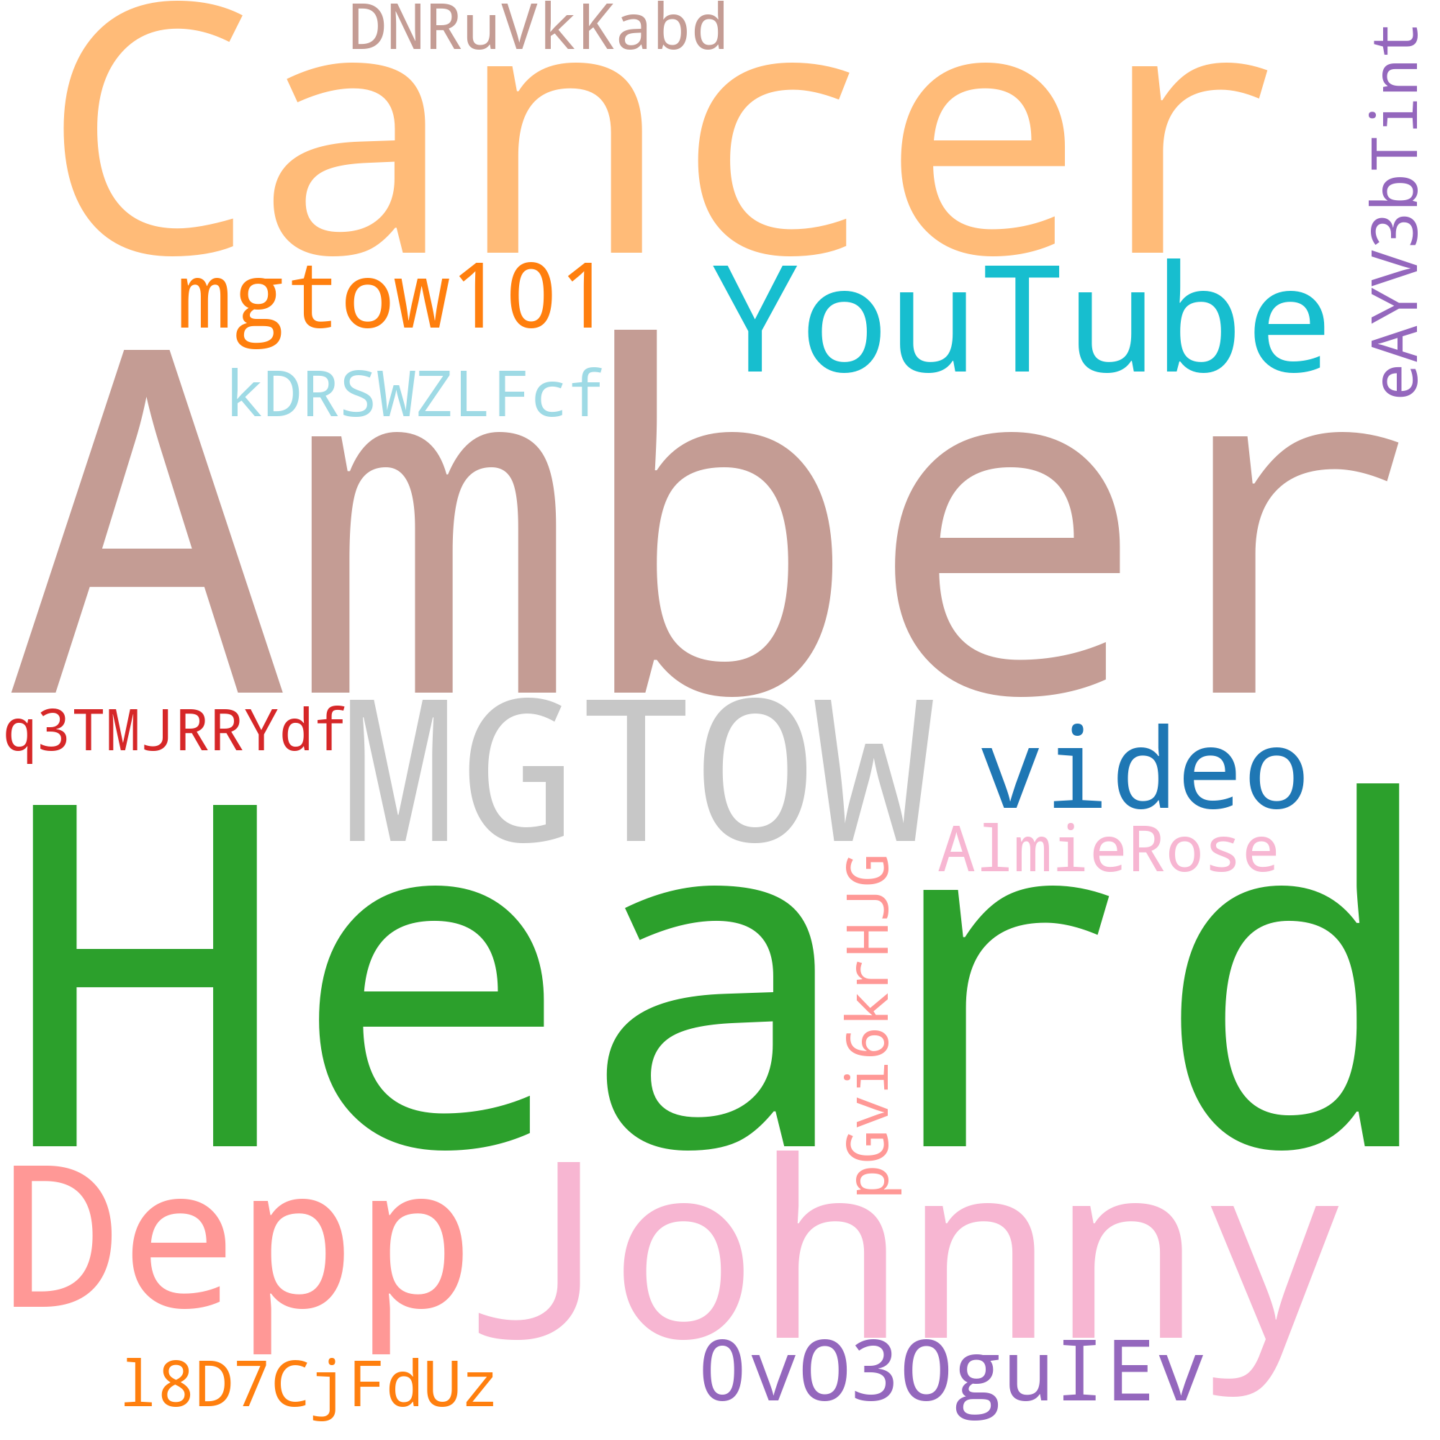 DNRuVkKabd
Cancer
eAYV3bTint
mgtow101
YouTube
kDRSWZLFcf
Amber
q3TMJRRYdf
MGTOW
video
AlmieRose
Heard
pGvi6krHJG
Depp
Johnny
l8D7CjFdUz
0vO3OguIEv